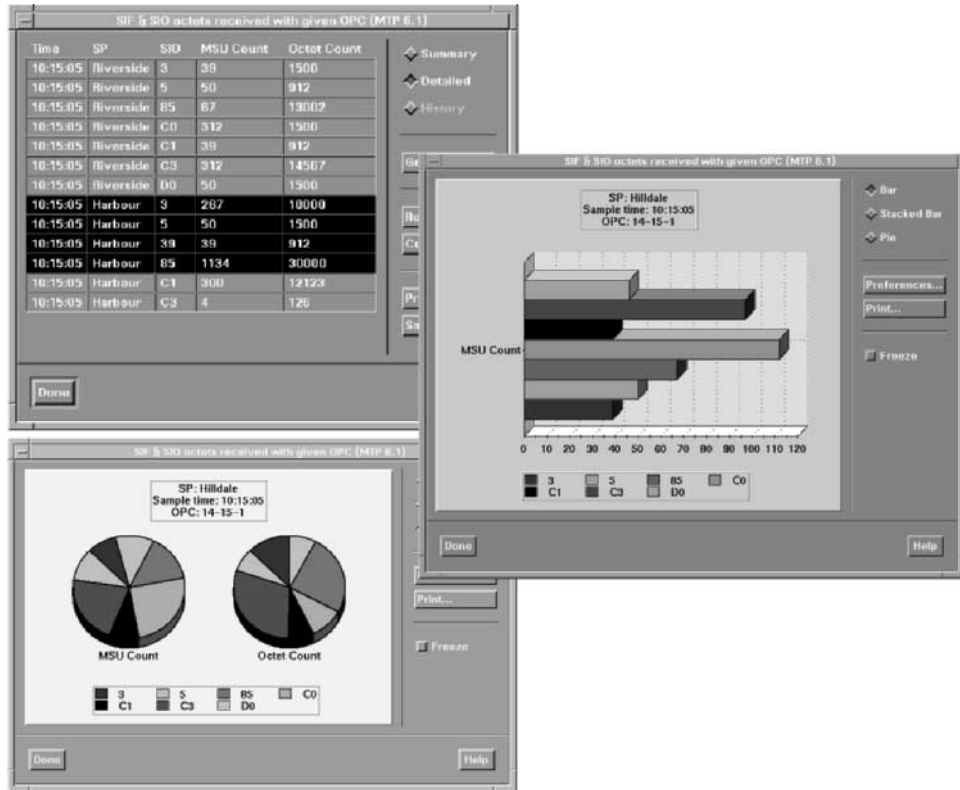 SIF & SIO octets received with given OPC (MTP 6.1)
Time SP SIO MSU Count Octet Count
10:15:05 Riverside 3 39 1500
10:15:05 Riverside 5 50 912
10:15:05 Riverside 85 67 13002
10:15:05 Riverside C0 312 1500
10:15:05 Riverside C1 39 912
10:15:05 Riverside C3 312 14567
10:15:05 Riverside D0 50 1500
10:15:05 Harbour 3 267 10000
10:15:05 Harbour 5 50 1500
10:15:05 Harbour 39 39 912
10:15:05 Harbour 85 1134 30000
10:15:05 Harbour C1 300 12123
10:15:05 Harbour C3 4 126
Summary
Detailed
History
Done
SIF & SIO octets received with given OPC (MTP 6.1)
SP: Hilldale
Sample time: 10:15:05
OPC: 14-15-1
MSU Count
0 10 20 30 40 50 60 70 80 90 100 110 120
3 5 85 C0
C1 C3 D0
Bar
Stacked Bar
Pie
Preferences...
Print...
Freeze
Done
Help
SIF & SIO octets received with given OPC (MTP 6.1)
SP: Hilldale
Sample time: 10:15:05
OPC: 14-15-1
MSU Count
Octet Count
3 5 85 C0
C1 C3 D0
Print...
Freeze
Done
Help